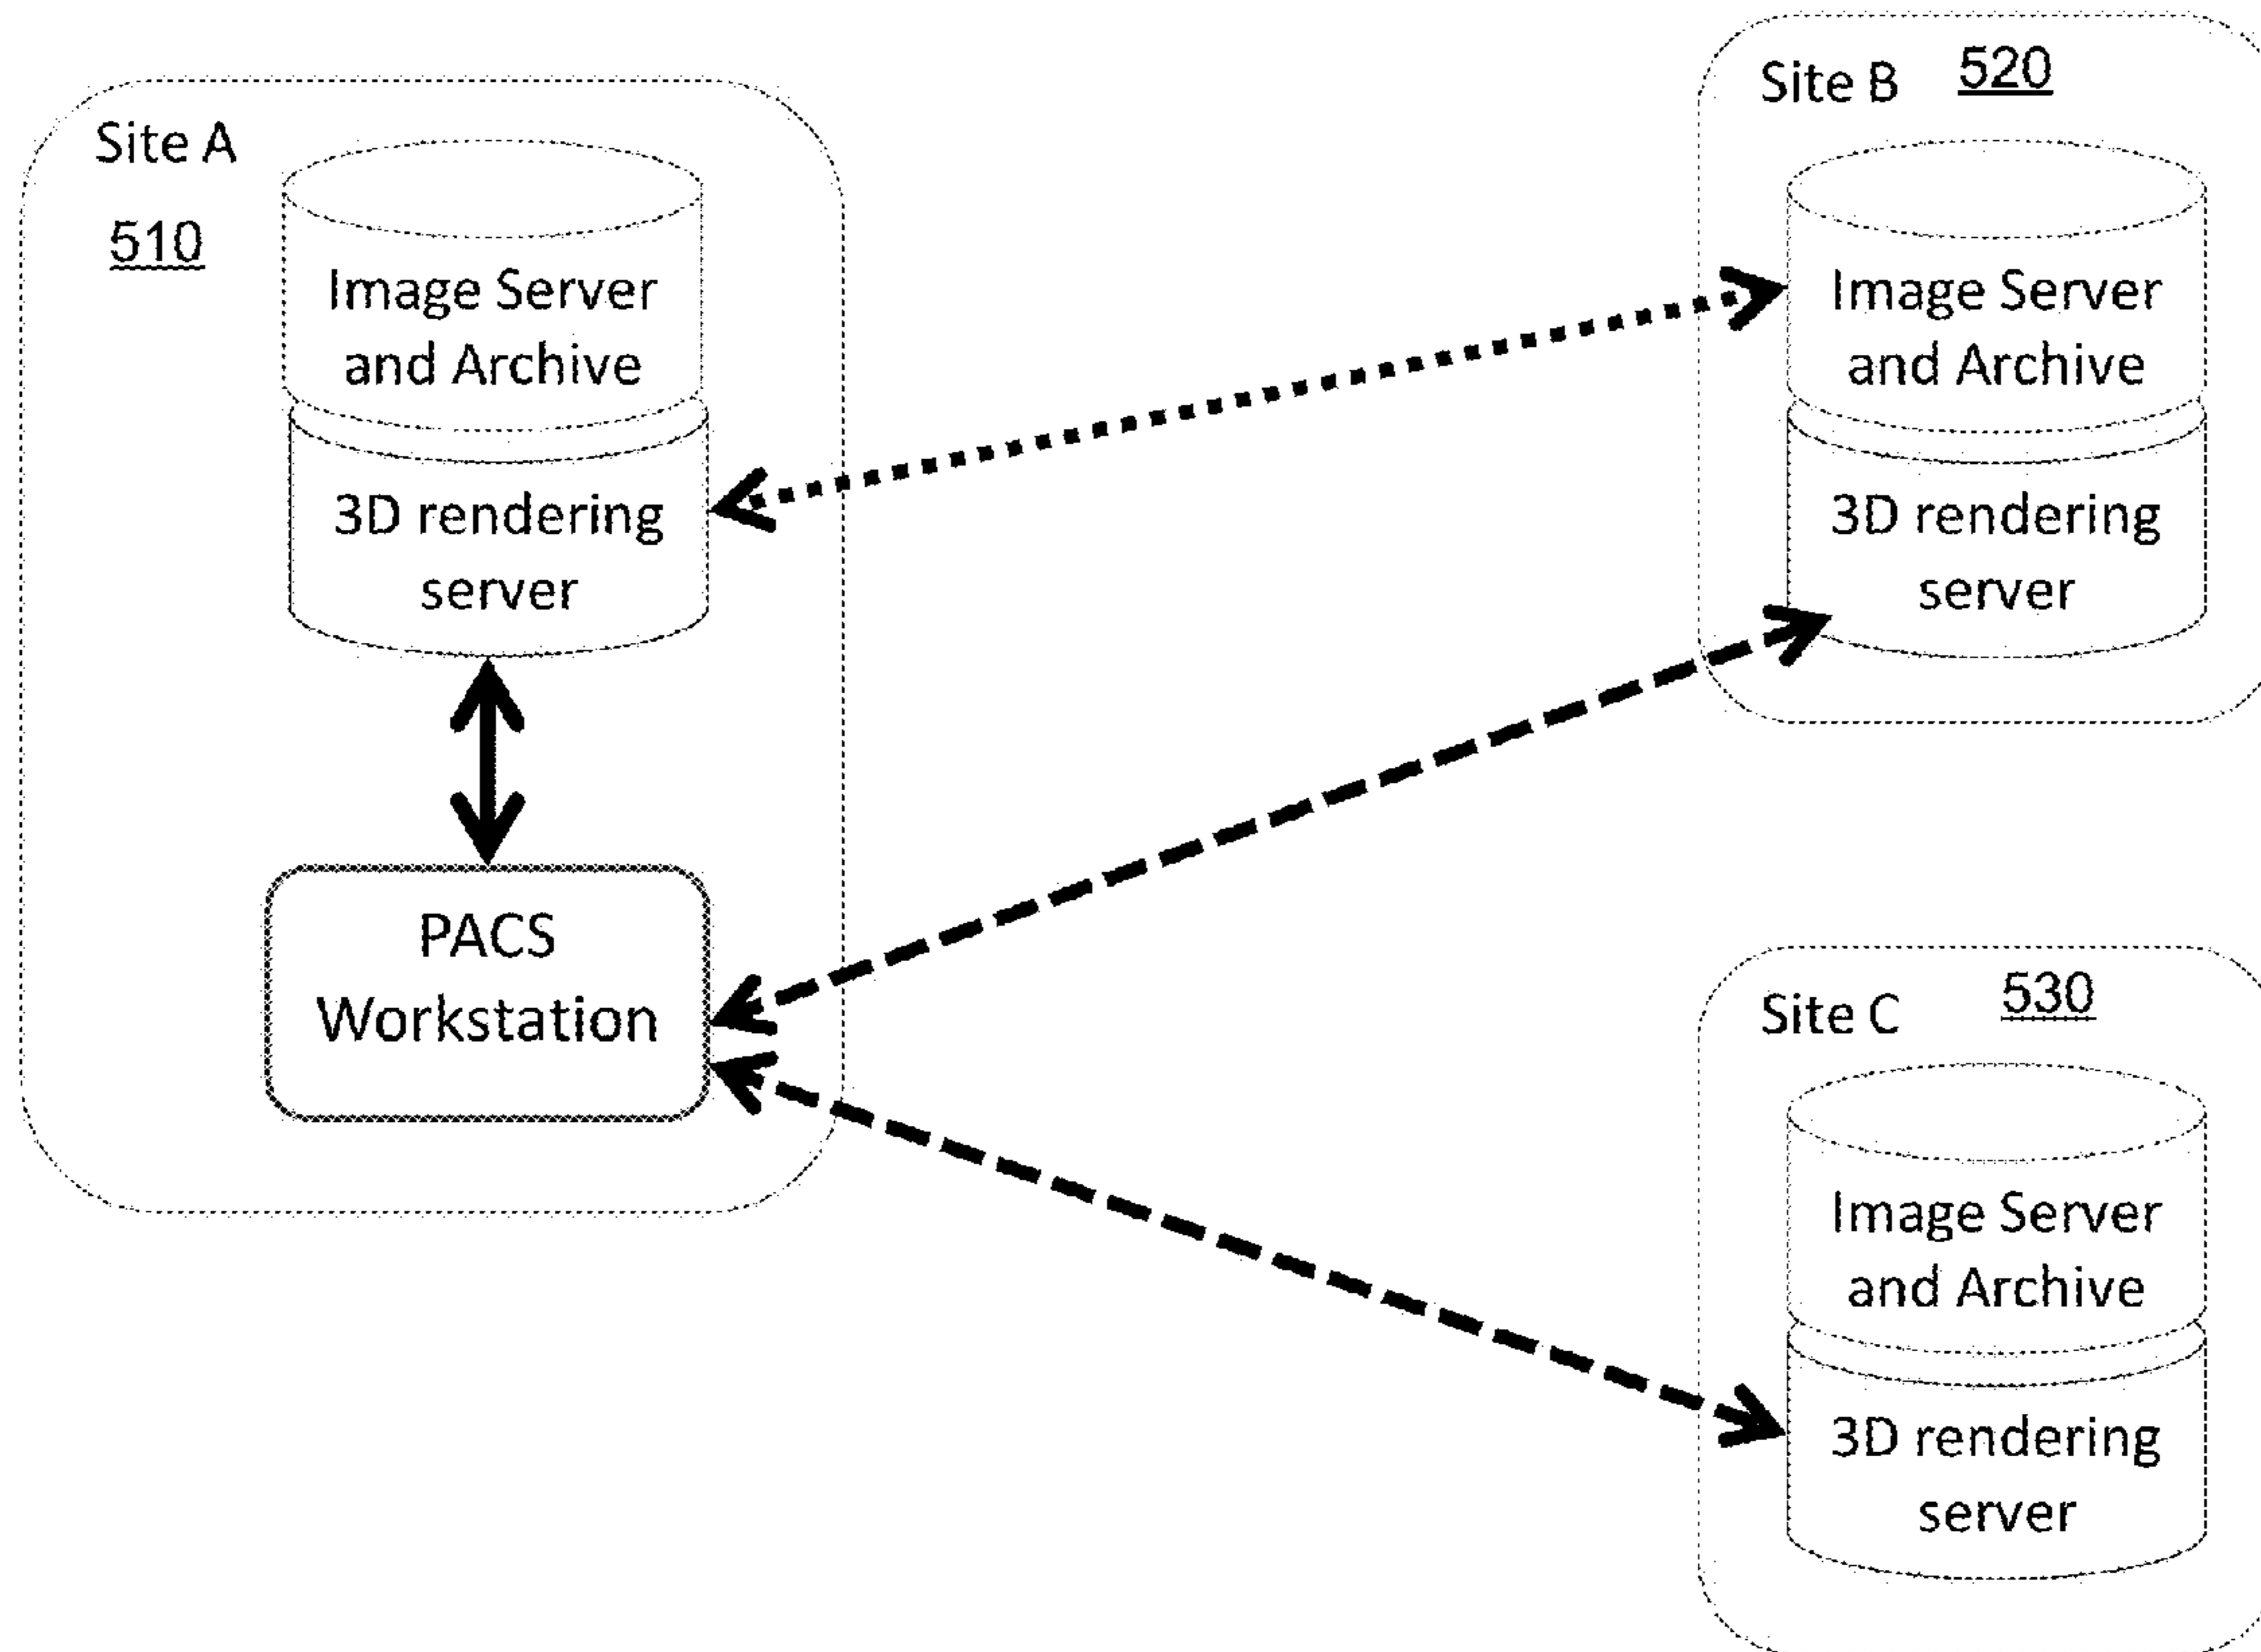 Site A
510
Image Server
and Archive
3D rendering
server
PACS
Workstation
Site B 520
Image Server
and Archive
3D rendering
server
Site C 530
Image Server
and Archive
3D rendering
server